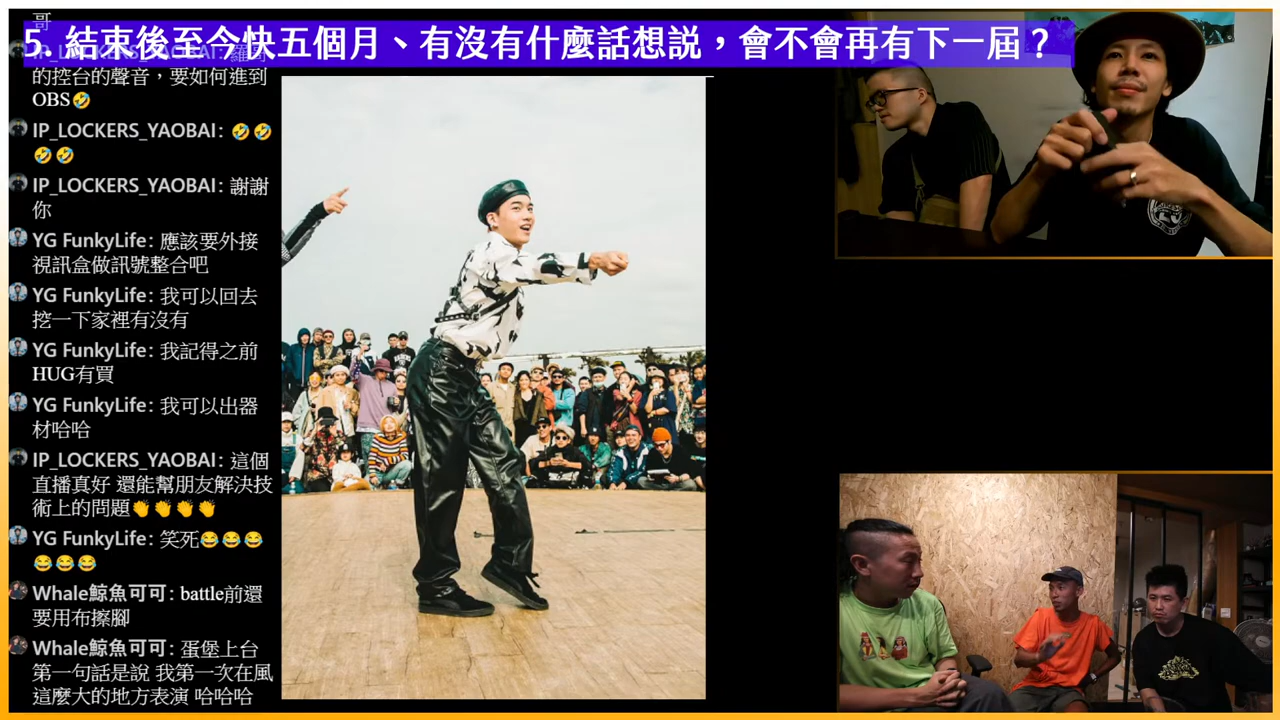 5. 結束後至今快五個月、有沒有什麼話想説，會不會再有下一屆？
哥
IP_LOCKERS_YAOBAI: 羅哥
的控台的聲音，要如何進到
OBS🤣
IP_LOCKERS_YAOBAI: 🤣🤣
🤣🤣
IP_LOCKERS_YAOBAI: 謝謝
你
YG FunkyLife: 應該要外接
視訊盒做訊號整合吧
YG FunkyLife: 我可以回去
挖一下家裡有沒有
YG FunkyLife: 我記得之前
HUG有買
YG FunkyLife: 我可以出器
材哈哈
IP_LOCKERS_YAOBAI: 這個
直播真好 還能幫朋友解決技
術上的問題👏👏👏👏
YG FunkyLife: 笑死😂😂😂
😂😂😂
Whale鯨魚可可: battle前還
要用布擦腳
Whale鯨魚可可: 蛋堡上台
第一句話是說 我第一次在風
這麼大的地方表演 哈哈哈